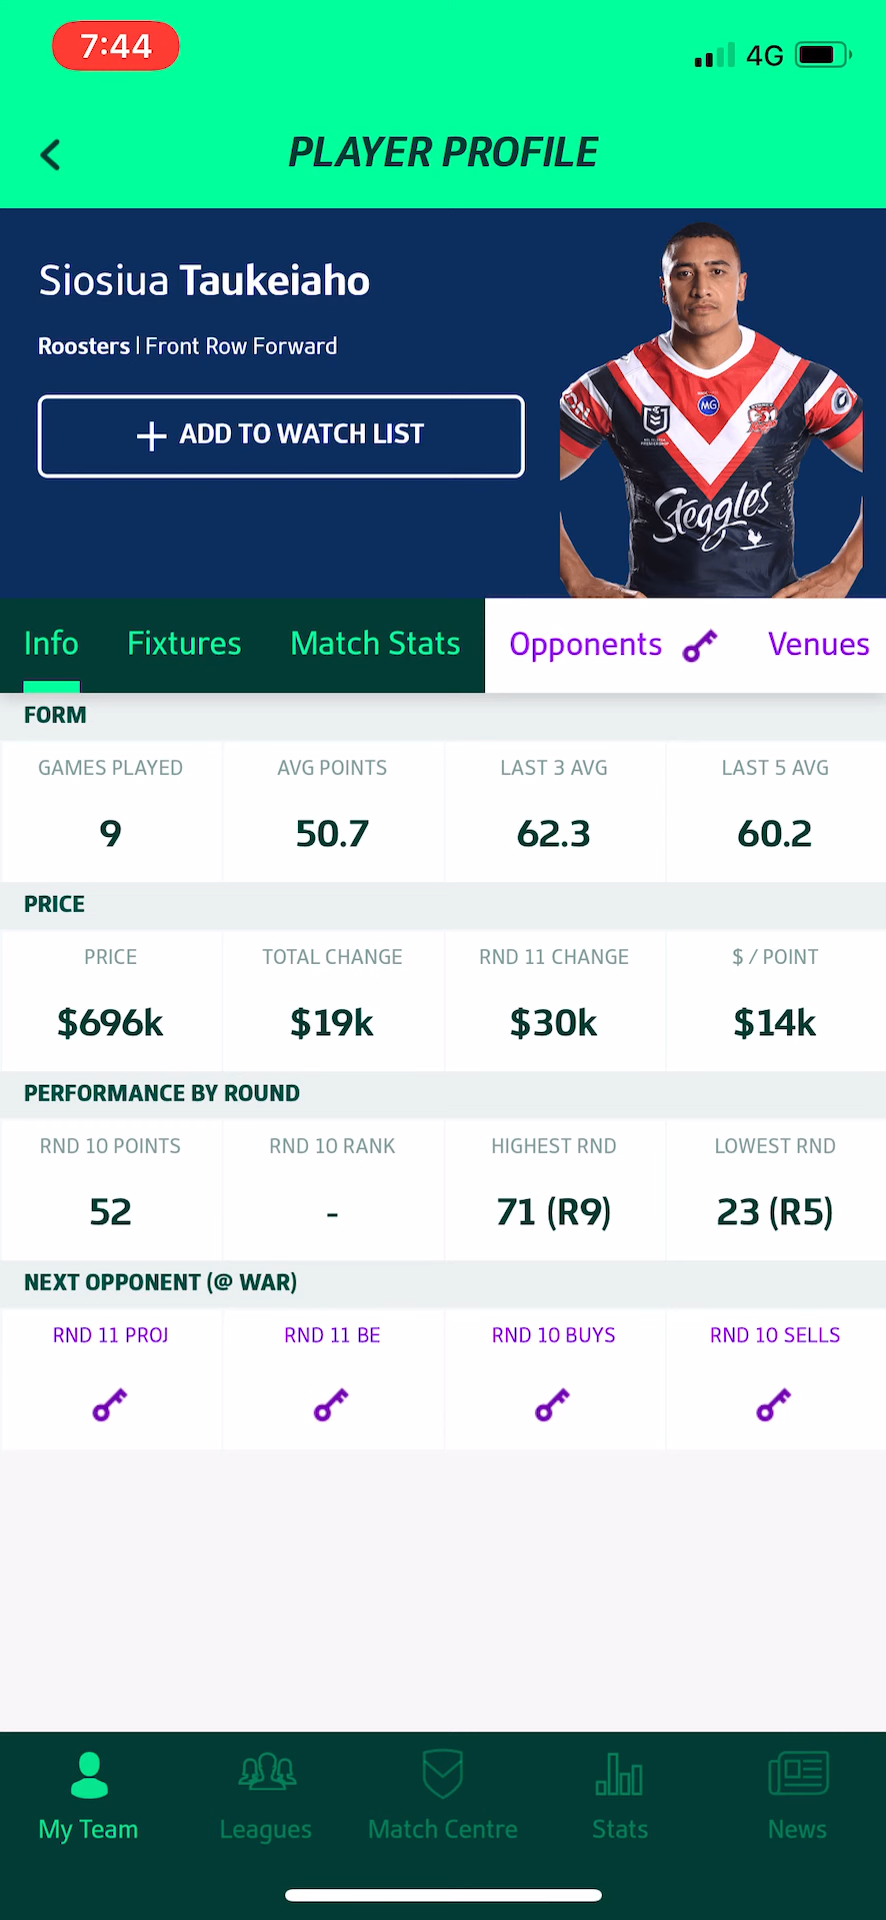 7:44
4G
PLAYER PROFILE
Siosiua Taukeiaho
Roosters | Front Row Forward
+ ADD TO WATCH LIST
MG
Steggles
Info Fixtures Match Stats Opponents Venues
FORM
GAMES PLAYED AVG POINTS LAST 3 AVG LAST 5 AVG
9 50.7 62.3 60.2
PRICE
PRICE TOTAL CHANGE RND 11 CHANGE $ / POINT
$696k $19k $30k $14k
PERFORMANCE BY ROUND
RND 10 POINTS RND 10 RANK HIGHEST RND LOWEST RND
52 - 71 (R9) 23 (R5)
NEXT OPPONENT (@ WAR)
RND 11 PROJ RND 11 BE RND 10 BUYS RND 10 SELLS
My Team Leagues Match Centre Stats News